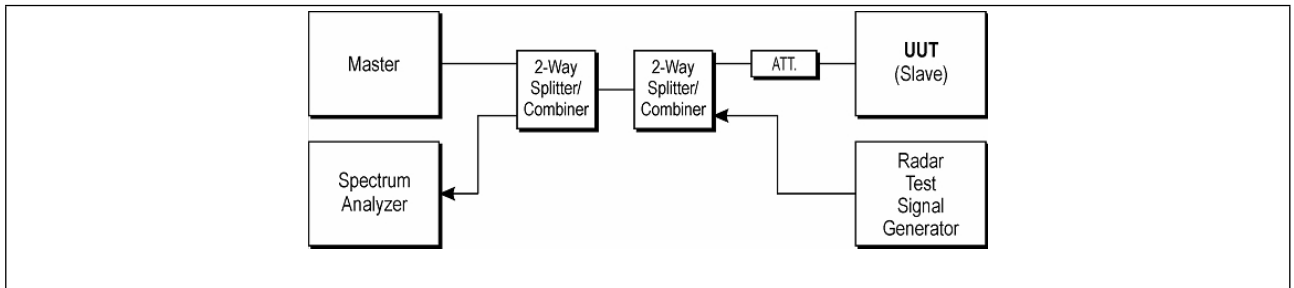 Master
2-Way
Splitter/
Combiner
2-Way
Splitter/
Combiner
ATT.
UUT
(Slave)
Spectrum
Analyzer
Radar
Test
Signal
Generator